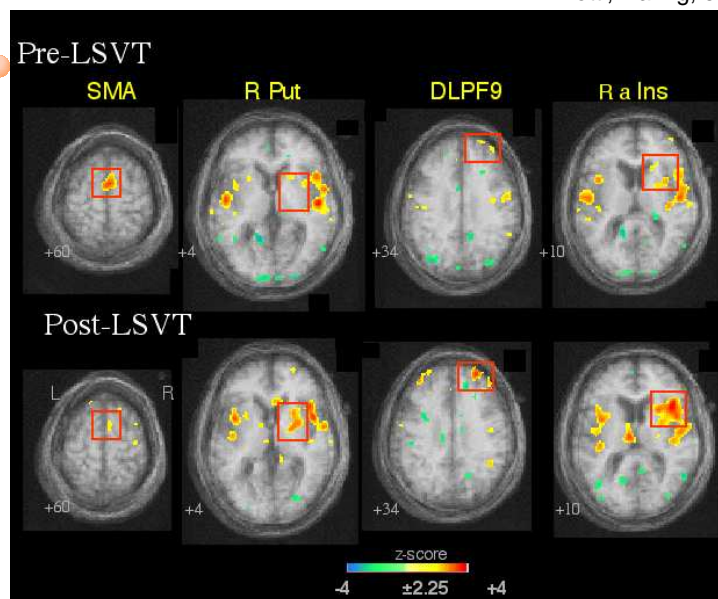 Pre-LSVT
SMA R Put DLPF9 R a Ins
+60 +4 +34 +10
Post-LSVT
L R
+60 +4 +34 +10
z-score
-4 ±2.25 +4